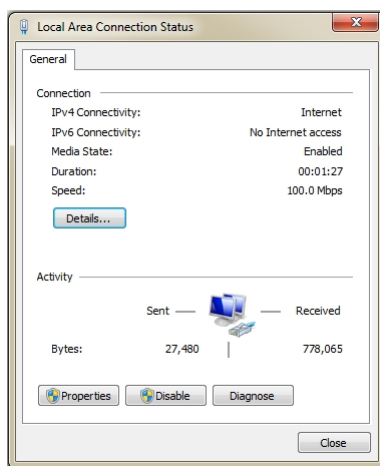 Local Area Connection Status
General
Connection
IPv4 Connectivity: Internet
IPv6 Connectivity: No Internet access
Media State: Enabled
Duration: 00:01:27
Speed: 100.0 Mbps
Details...
Activity
Sent Received
Bytes: 27,480 778,065
Properties Disable Diagnose
Close